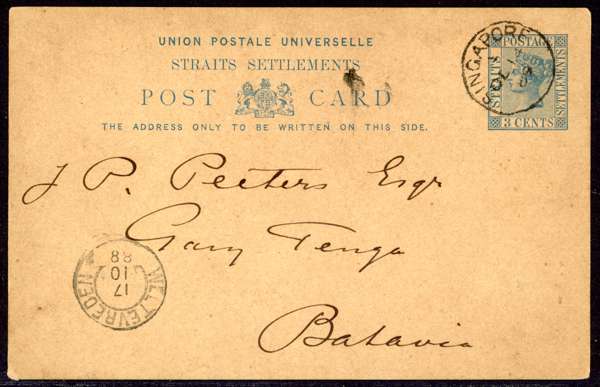 UNION POSTALE UNIVERSELLE
STRAITS SETTLEMENTS
POST CARD
THE ADDRESS ONLY TO BE WRITTEN ON THIS SIDE.
STRAITS POSTAGE SETTLEMENTS
3 CENTS
SINGAPORE
J P. Peeters Esqr
Gang Tenga
Batavia
WELTEVREDEN
17
10
88